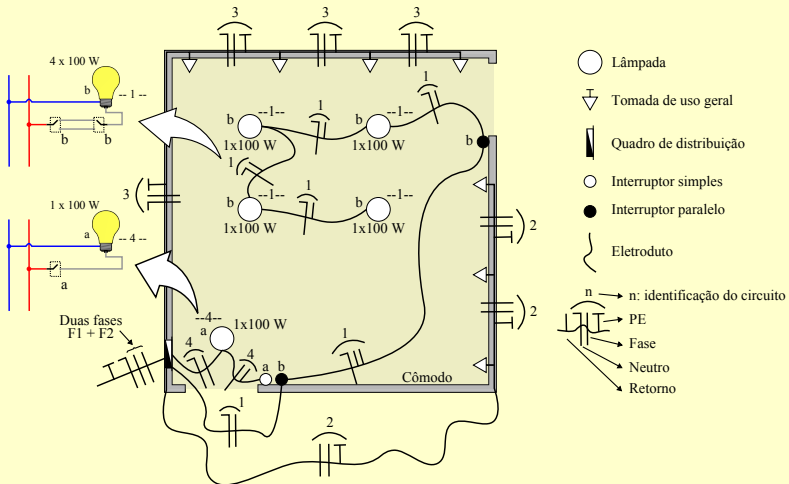 3 3 3
4 x 100 W
b -- 1 --
b b
1 x 100 W
-- 4 --
a
a
Duas fases
F1 + F2
3
1
b --1--
1x100 W
1
b --1--
1x100 W
1
b
1
b --1--
1x100 W
1
b --1--
1x100 W
2
2
--4--
a 1x100 W
4
4
a b
1
Cômodo
1
2
Lâmpada
Tomada de uso geral
Quadro de distribuição
Interruptor simples
Interruptor paralelo
Eletroduto
n n: identificação do circuito
PE
Fase
Neutro
Retorno